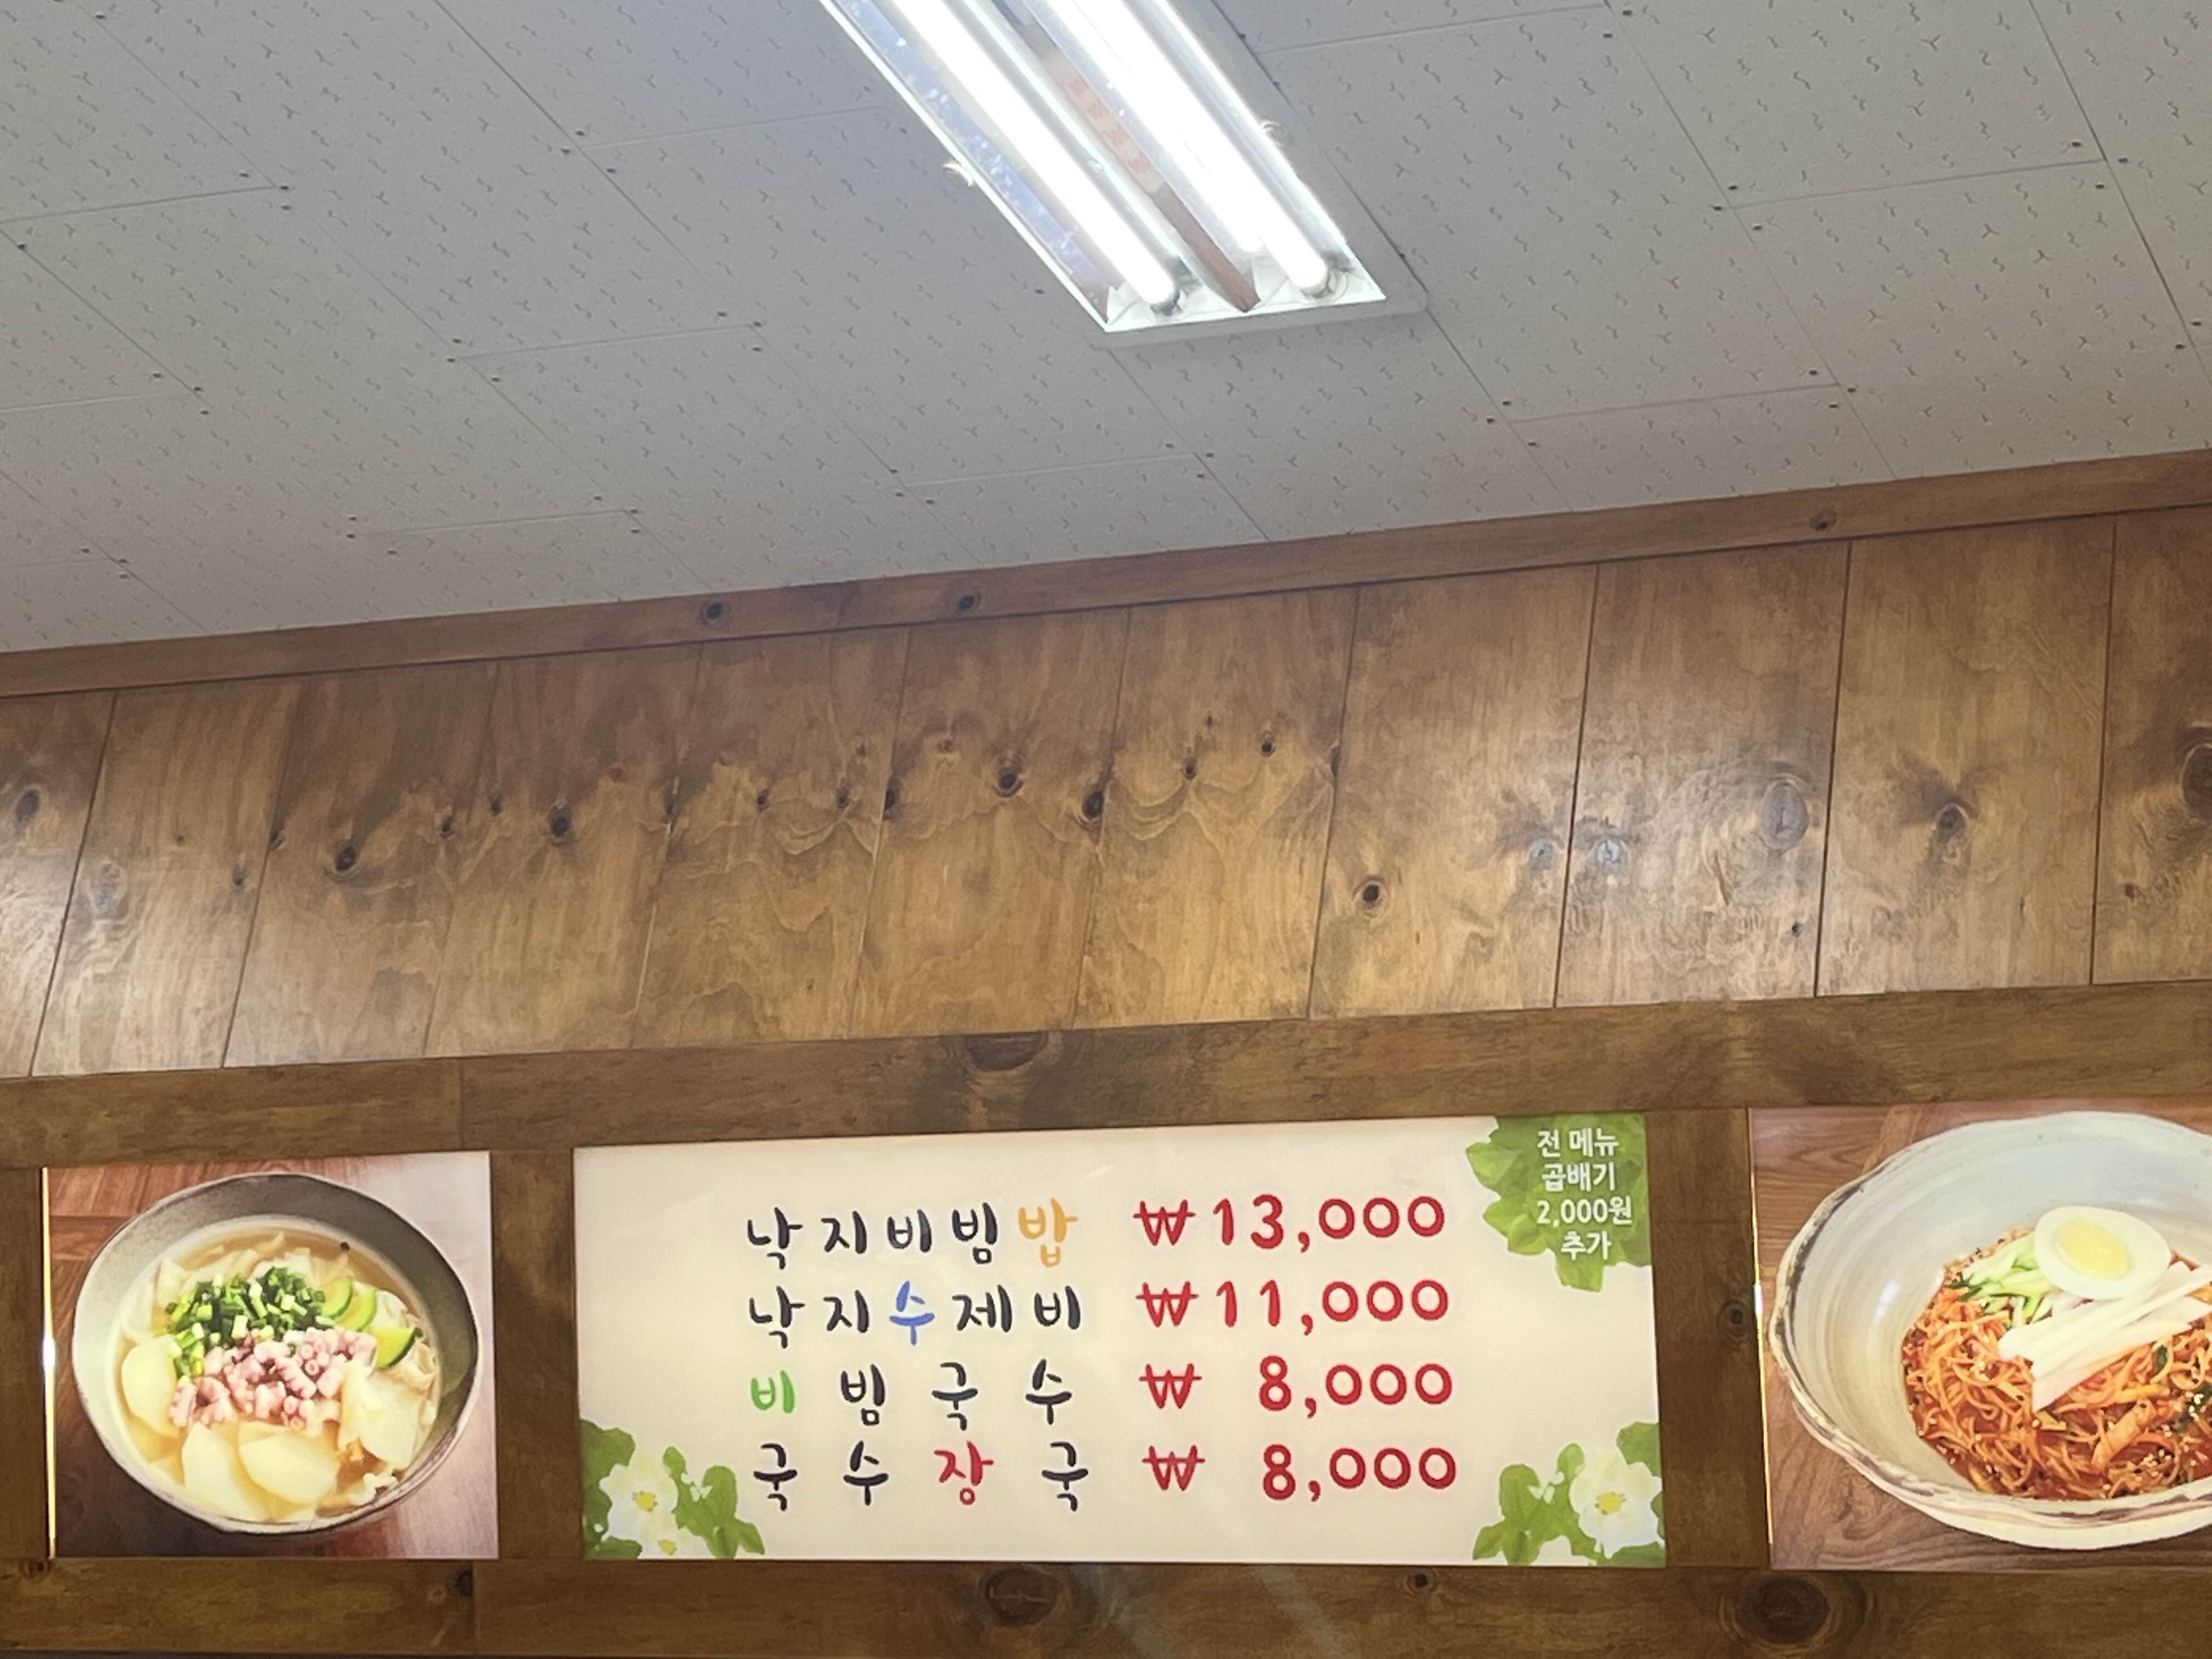 낙지비빔밥 ₩13,000
낙지수제비 ₩11,000
비빔국수 ₩ 8,000
국수장국 ₩ 8,000
전 메뉴
곱배기
2,000원
추가